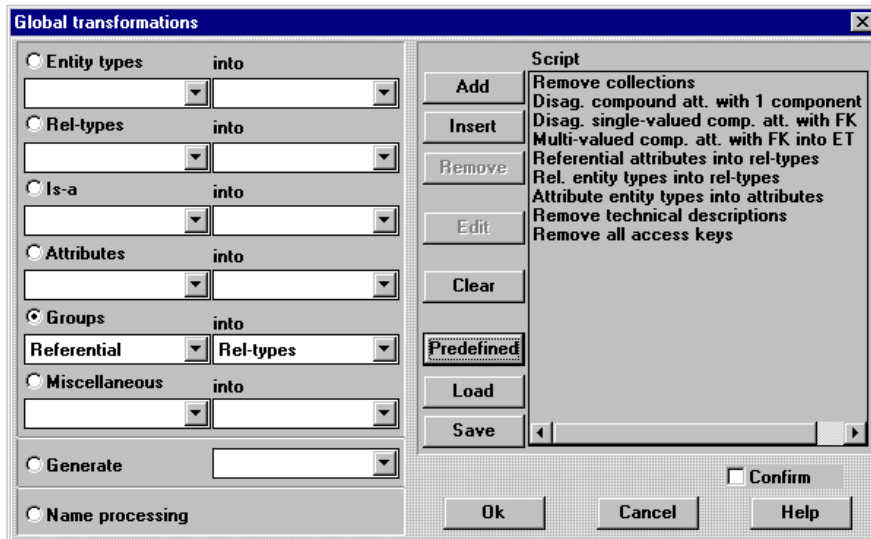 Global transformations
Entity types into
Rel-types into
Is-a into
Attributes into
Groups into
Referential Rel-types
Miscellaneous into
Generate
Name processing
Add
Insert
Remove
Edit
Clear
Predefined
Load
Save
Script
Remove collections
Disag. compound att. with 1 component
Disag. single-valued comp. att. with FK
Multi-valued comp. att. with FK into ET
Referential attributes into rel-types
Rel. entity types into rel-types
Attribute entity types into attributes
Remove technical descriptions
Remove all access keys
Confirm
Ok Cancel Help